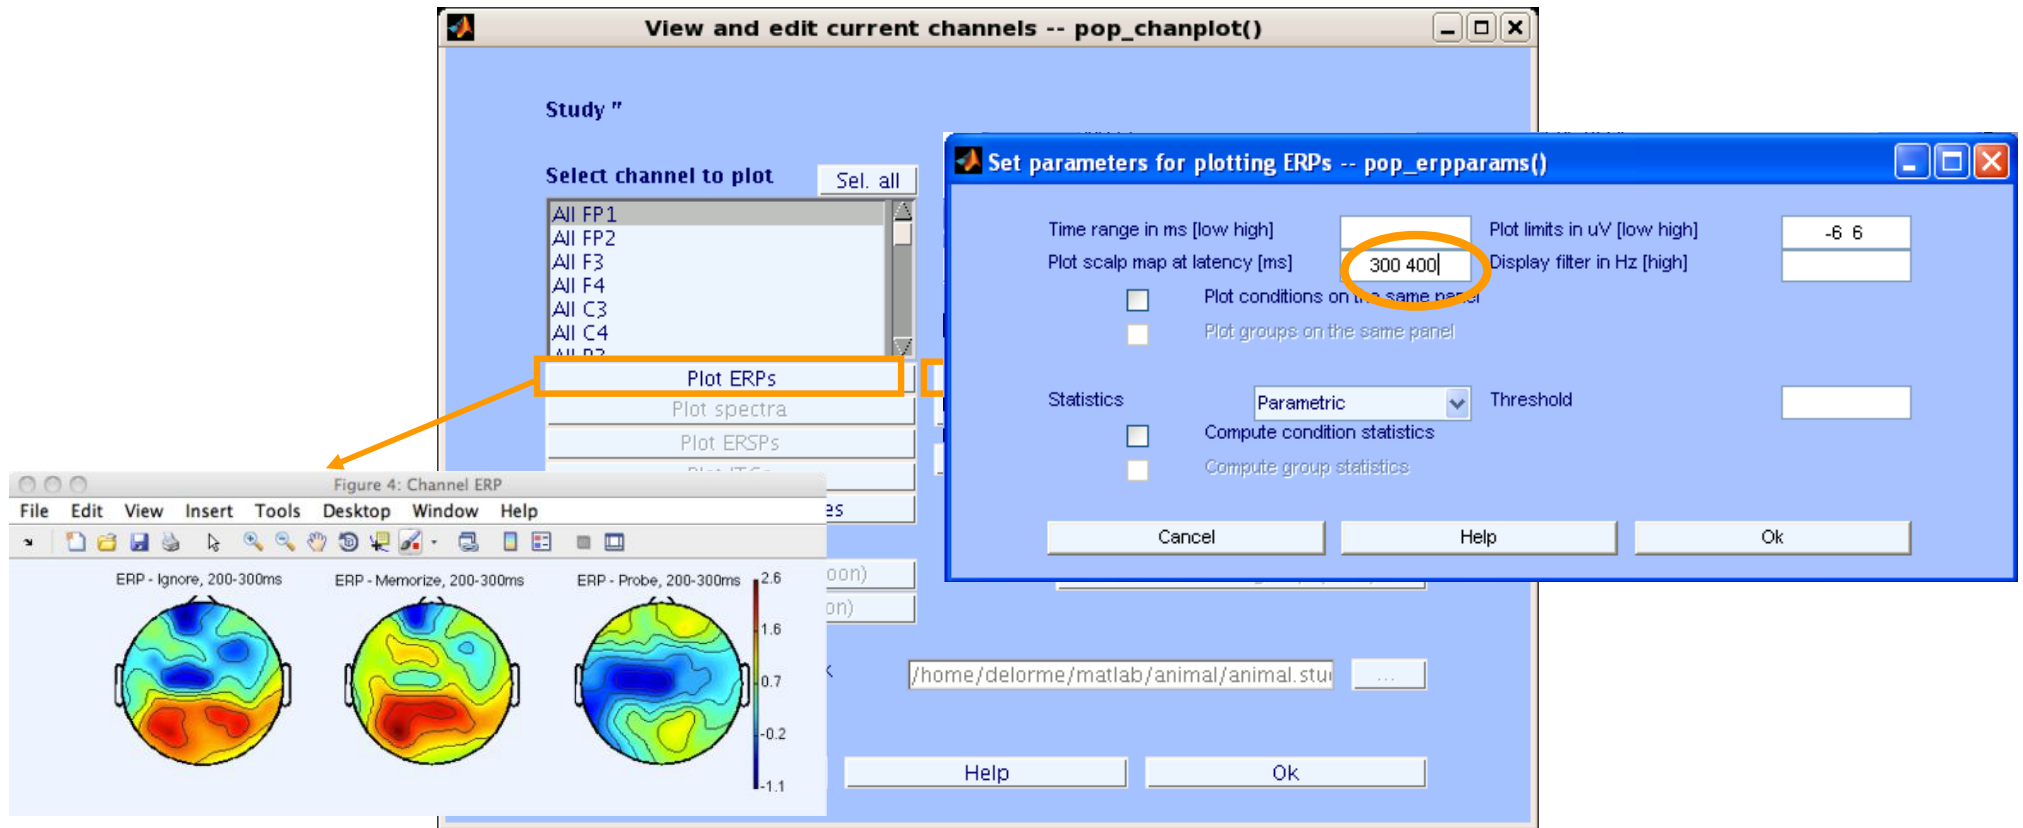 View and edit current channels -- pop_chanplot()
Study "
Select channel to plot
Sel. all
All FP1
All FP2
All F3
All F4
All C3
All C4
Plot ERPs
Plot spectra
Plot ERSPs
es
oon)
on)
/home/delorme/matlab/animal/animal.stu
...
Help
Ok
Set parameters for plotting ERPs -- pop_erpparams()
Time range in ms [low high]
Plot limits in uV [low high]
-6 6
Plot scalp map at latency [ms]
300 400
Display filter in Hz [high]
Plot conditions on the same panel
Plot groups on the same panel
Statistics
Parametric
Threshold
Compute condition statistics
Compute group statistics
Cancel
Help
Ok
Figure 4: Channel ERP
File Edit View Insert Tools Desktop Window Help
ERP - Ignore, 200-300ms
ERP - Memorize, 200-300ms
ERP - Probe, 200-300ms
2.6
1.6
0.7
-0.2
-1.1